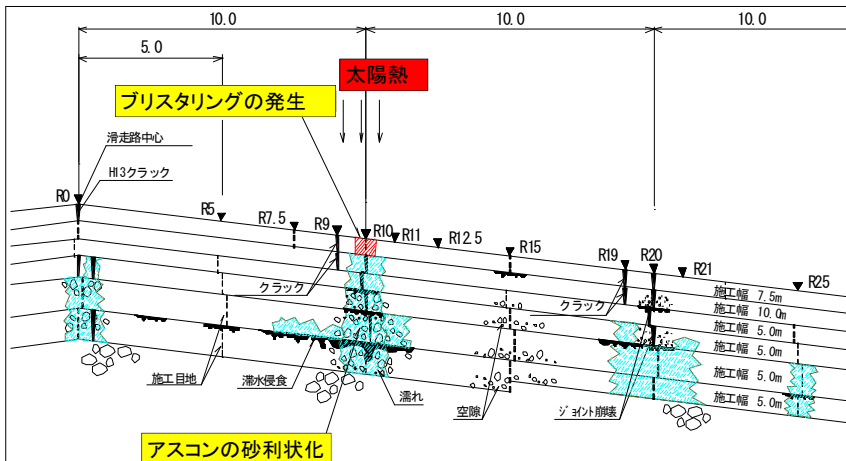 10.0
10.0
10.0
5.0
太陽熱
ブリスタリングの発生
滑走路中心
H13クラック
R0
R5
R7.5
R9
R10
R11
R12.5
R15
R19
R20
R21
R25
クラック
クラック
施工幅 7.5m
施工幅 10.0m
施工幅 5.0m
施工幅 5.0m
施工幅 5.0m
施工幅 5.0m
施工目地
滞水侵食
濡れ
空隙
ジョイント崩壊
アスコンの砂利状化